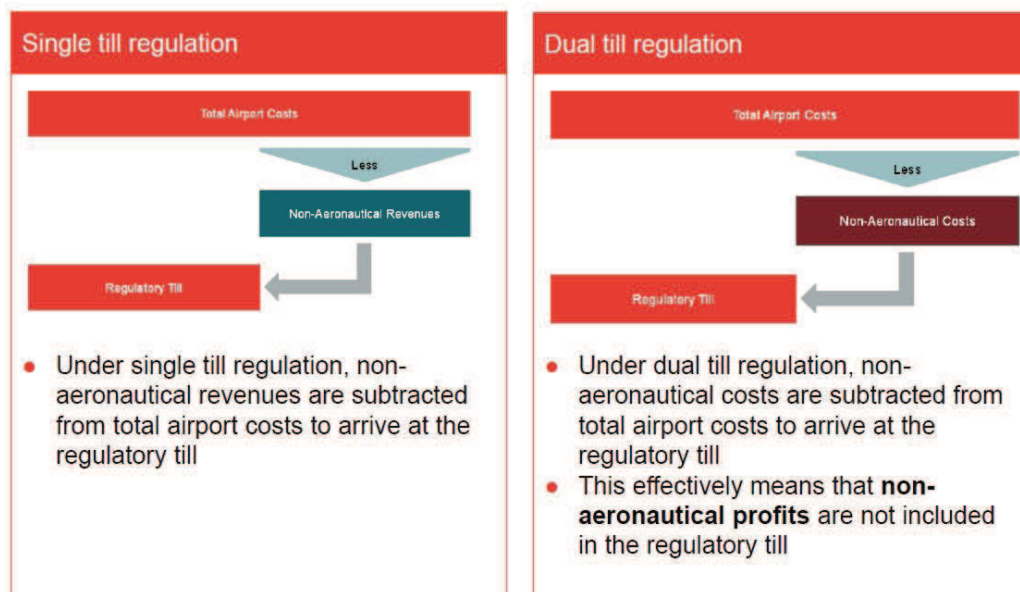 Single till regulation
Total Airport Costs
Less
Non-Aeronautical Revenues
Regulatory Till
● Under single till regulation, non-
aeronautical revenues are subtracted
from total airport costs to arrive at the
regulatory till
Dual till regulation
Total Airport Costs
Less
Non-Aeronautical Costs
Regulatory Till
● Under dual till regulation, non-
aeronautical costs are subtracted from
total airport costs to arrive at the
regulatory till
● This effectively means that non-
aeronautical profits are not included
in the regulatory till